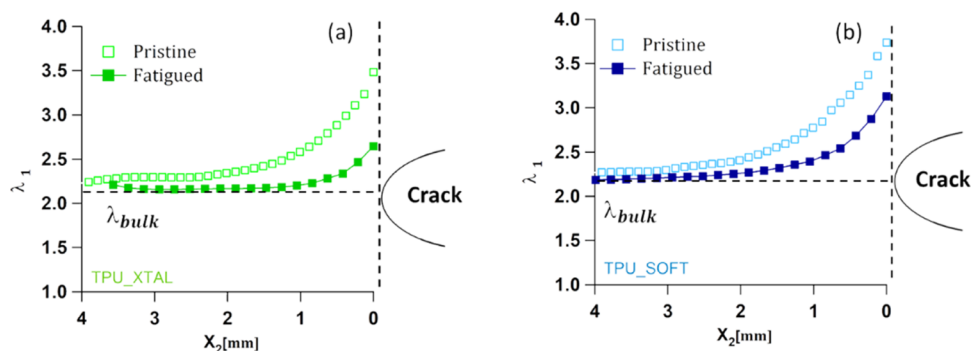 (a)
4.0
Pristine
Fatigued
3.5
3.0
λ 1
2.5
2.0
λbulk
Crack
1.5
TPU_XTAL
1.0
4 3 2 1 0
X2[mm]
(b)
4.0
Pristine
Fatigued
3.5
3.0
λ 1
2.5
2.0
λbulk
Crack
1.5
TPU_SOFT
1.0
4 3 2 1 0
X2[mm]